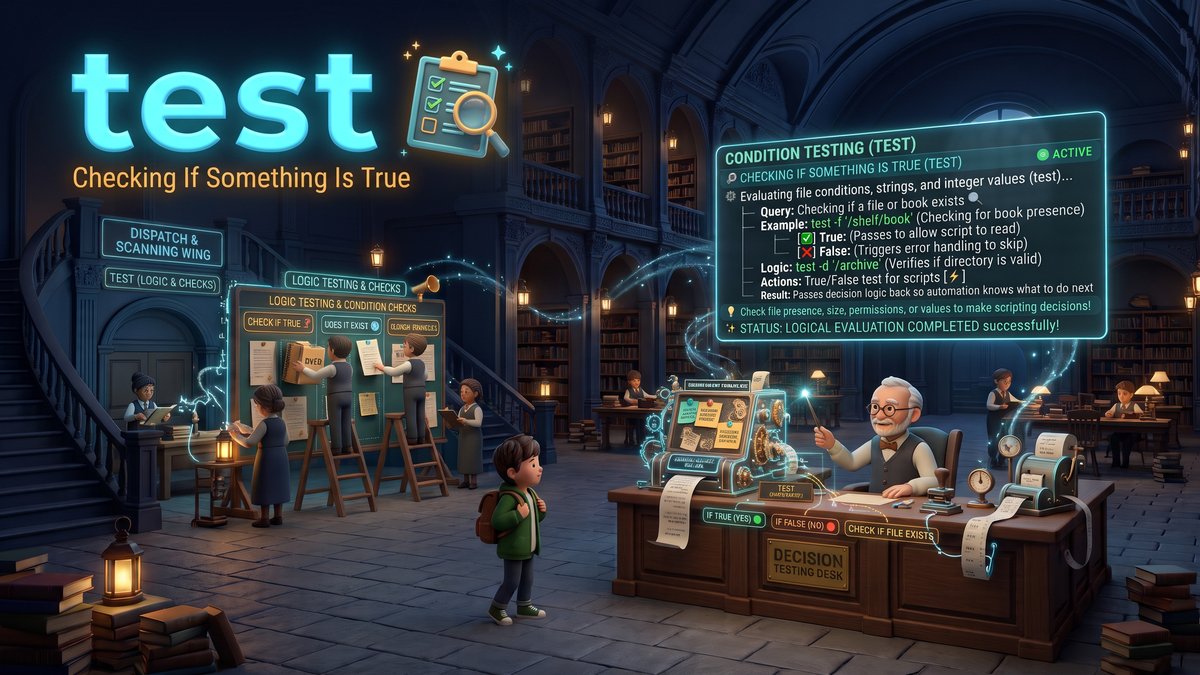 test
Checking If Something Is True
DISPATCH &
SCANNING WING
TEST (LOGIC & CHECKS)
LOGIC TESTING & CHECKS
LOGIC TESTING & CONDITION CHECKS
CHECK IF TRUE
UOES IT EXIST
CONDITION TESTING (TEST)
ACTIVE
CHECKING IF SOMETHING IS TRUE (TEST)
Evaluating file conditions, strings, and integer values (test)...
Query: Checking if a file or book exists
Example: test -f '/shelf/book' (Checking for book presence)
[✅] True: (Passes to allow script to read)
[❌] False: (Triggers error handling to skip)
Logic: test -d '/archive' (Verifies if directory is valid)
Actions: True/False test for scripts [⚡]
Result: Passes decision logic back so automation knows what to do next
Check file presence, size, permissions, or values to make scripting decisions!
STATUS: LOGICAL EVALUATION COMPLETED successfully!
TEST
IF TRUE (YES)
IF FALSE (NO)
CHECK IF FILE EXISTS
DECISION
TESTING DESK